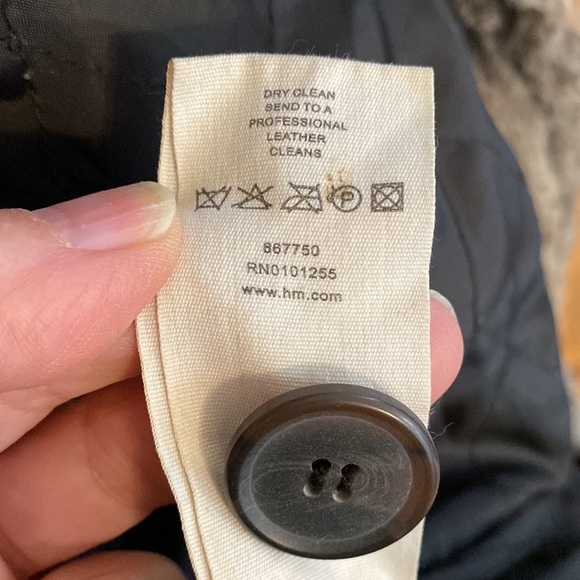 DRY CLEAN
SEND TO A
PROFESSIONAL
LEATHER
CLEANS
P
867750
RN0101255
www.hm.com